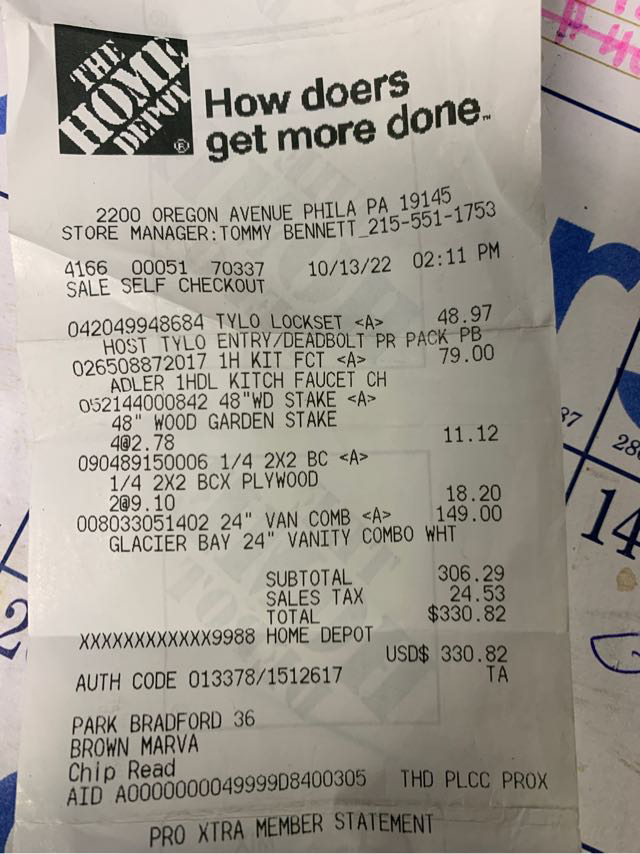 THE
HOME
DEPOT
®
How doers
get more done™
2200 OREGON AVENUE PHILA PA 19145
STORE MANAGER:TOMMY BENNETT 215-551-1753
4166 00051 70337 10/13/22 02:11 PM
SALE SELF CHECKOUT
042049948684 TYLO LOCKSET <A> 48.97
HOST TYLO ENTRY/DEADBOLT PR PACK PB
026508872017 1H KIT FCT <A> 79.00
ADLER 1HDL KITCH FAUCET CH
052144000842 48"WD STAKE <A>
48" WOOD GARDEN STAKE
4@2.78 11.12
090489150006 1/4 2X2 BC <A>
1/4 2X2 BCX PLYWOOD
2@9.10 18.20
008033051402 24" VAN COMB <A> 149.00
GLACIER BAY 24" VANITY COMBO WHT
SUBTOTAL 306.29
SALES TAX 24.53
TOTAL $330.82
XXXXXXXXXXXX9988 HOME DEPOT
USD$ 330.82
AUTH CODE 013378/1512617 TA
PARK BRADFORD 36
BROWN MARVA
Chip Read
AID A0000000049999D8400305 THD PLCC PROX
PRO XTRA MEMBER STATEMENT
14